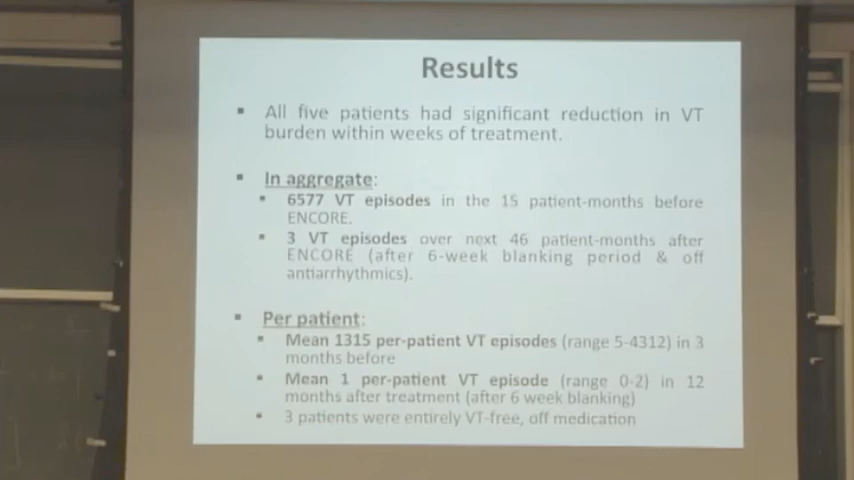 Results
▪ All five patients had significant reduction in VT
burden within weeks of treatment.
▪ In aggregate:
▪ 6577 VT episodes in the 15 patient-months before
ENCORE.
▪ 3 VT episodes over next 46 patient-months after
ENCORE (after 6-week blanking period & off
antiarrhythmics).
▪ Per patient:
▪ Mean 1315 per-patient VT episodes (range 5-4312) in 3
months before
▪ Mean 1 per-patient VT episode (range 0-2) in 12
months after treatment (after 6 week blanking)
▪ 3 patients were entirely VT-free, off medication